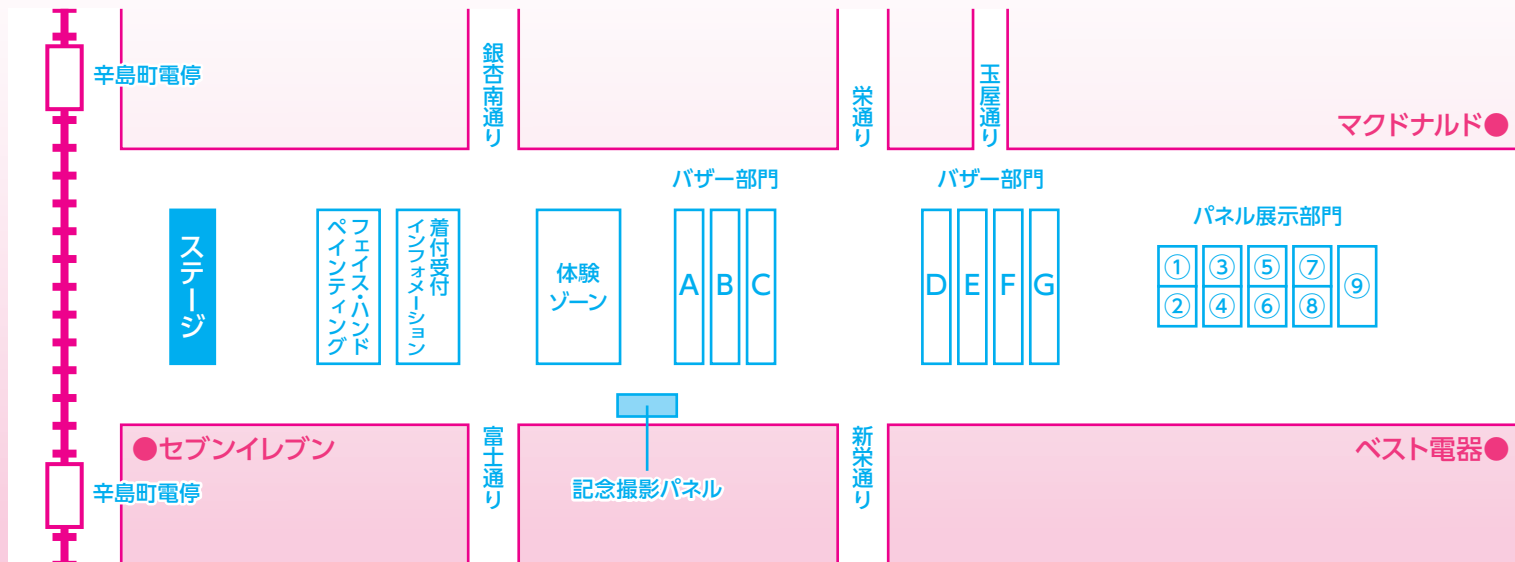 辛島町電停
銀杏南通り
栄通り
玉屋通り
マクドナルド●
バザー部門
バザー部門
パネル展示部門
ステージ
フェイス・ハンド
ペインティング
着付受付
インフォメーション
体験
ゾーン
A
B
C
D
E
F
G
①
②
③
④
⑤
⑥
⑦
⑧
⑨
●セブンイレブン
富士通り
新栄通り
ベスト電器●
辛島町電停
記念撮影パネル